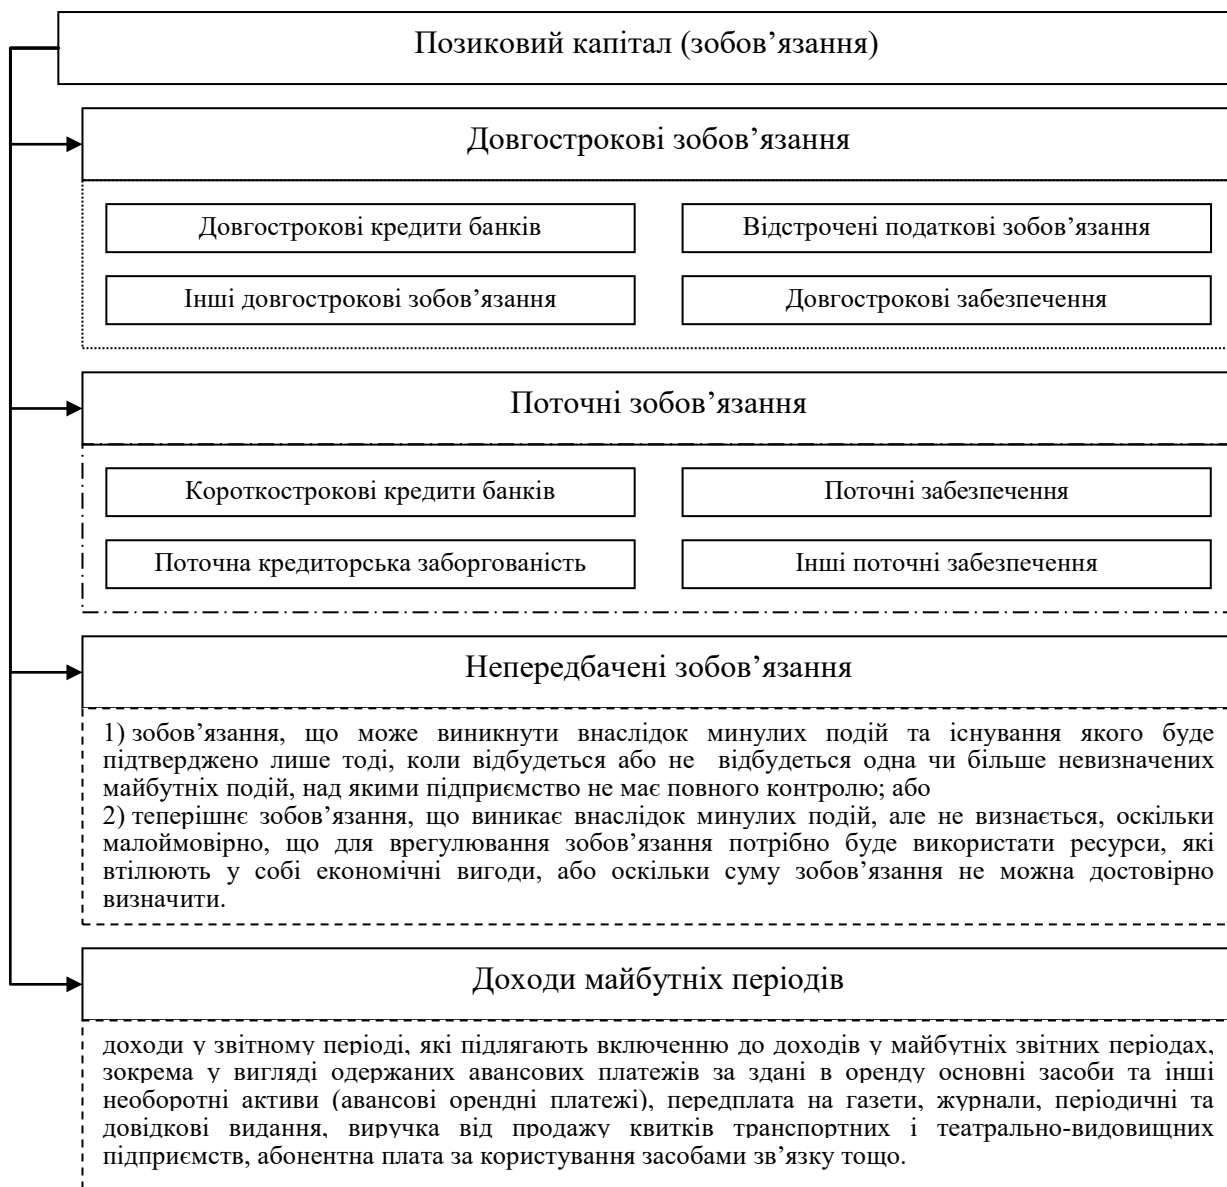 Позиковий капітал (зобов’язання)
Довгострокові зобов’язання
Довгострокові кредити банків
Відстрочені податкові зобов’язання
Інші довгострокові зобов’язання
Довгострокові забезпечення
Поточні зобов’язання
Короткострокові кредити банків
Поточні забезпечення
Поточна кредиторська заборгованість
Інші поточні забезпечення
Непередбачені зобов’язання
1) зобов’язання, що може виникнути внаслідок минулих подій та існування якого буде
підтверджено лише тоді, коли відбудеться або не відбудеться одна чи більше невизначених
майбутніх подій, над якими підприємство не має повного контролю; або
2) теперішнє зобов’язання, що виникає внаслідок минулих подій, але не визнається, оскільки
малоймовірно, що для врегулювання зобов’язання потрібно буде використати ресурси, які
втілюють у собі економічні вигоди, або оскільки суму зобов’язання не можна достовірно
визначити.
Доходи майбутніх періодів
доходи у звітному періоді, які підлягають включенню до доходів у майбутніх звітних періодах,
зокрема у вигляді одержаних авансових платежів за здані в оренду основні засоби та інші
необоротні активи (авансові орендні платежі), передплата на газети, журнали, періодичні та
довідкові видання, виручка від продажу квитків транспортних і театрально-видовищних
підприємств, абонентна плата за користування засобами зв’язку тощо.